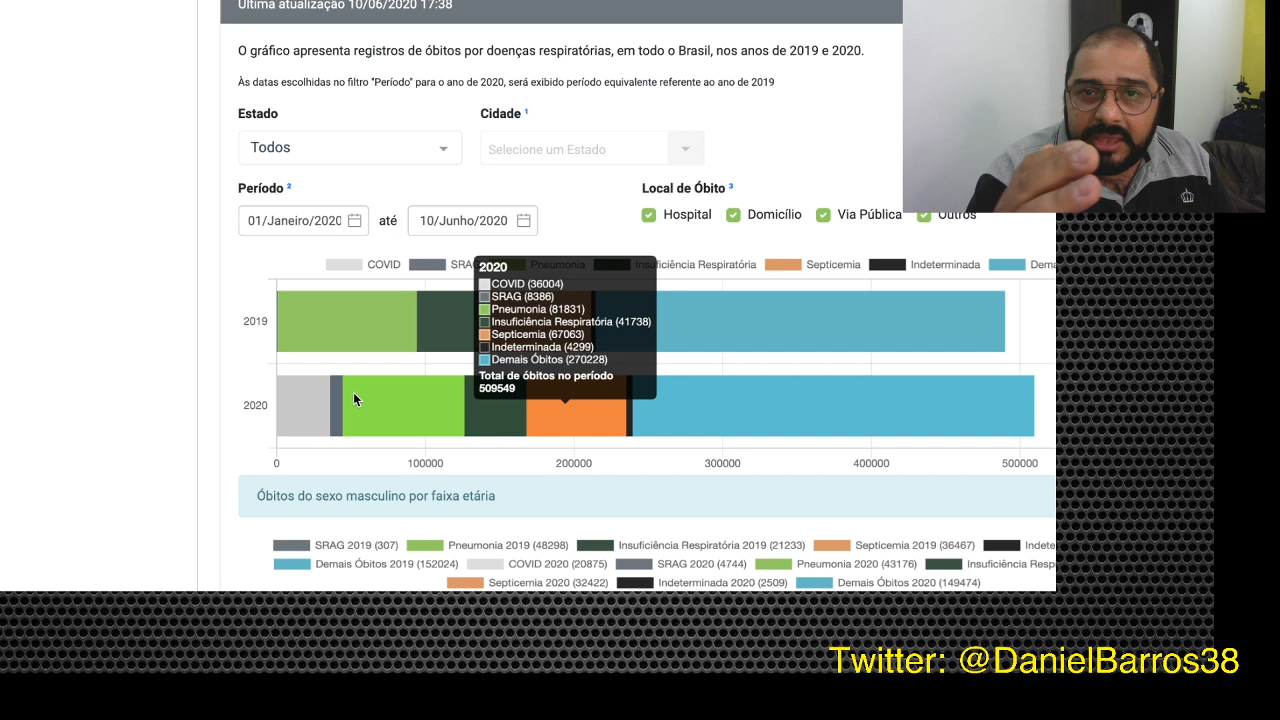 Última atualização 10/06/2020 17:38
O gráfico apresenta registros de óbitos por doenças respiratórias, em todo o Brasil, nos anos de 2019 e 2020.
Às datas escolhidas no filtro "Período" para o ano de 2020, será exibido período equivalente referente ao ano de 2019
Estado
Cidade ¹
Todos
Selecione um Estado
Período ²
Local de Óbito ³
01/Janeiro/2020
até
10/Junho/2020
Hospital
Domicílio
Via Pública
Outros
COVID
SRA
Pneumonia
Insuficiência Respiratória
Septicemia
Indeterminada
Dema
2020
COVID (36004)
SRAG (8386)
Pneumonia (81831)
Insuficiência Respiratória (41738)
Septicemia (67063)
Indeterminada (4299)
Demais Óbitos (270228)
Total de óbitos no período
509549
2019
2020
0 100000 200000 300000 400000 500000
Óbitos do sexo masculino por faixa etária
SRAG 2019 (307) Pneumonia 2019 (48298) Insuficiência Respiratória 2019 (21233) Septicemia 2019 (36467) Indete
Demais Óbitos 2019 (152024) COVID 2020 (20875) SRAG 2020 (4744) Pneumonia 2020 (43176) Insuficiência Resp
Septicemia 2020 (32422) Indeterminada 2020 (2509) Demais Óbitos 2020 (149474)
Twitter: @DanielBarros38